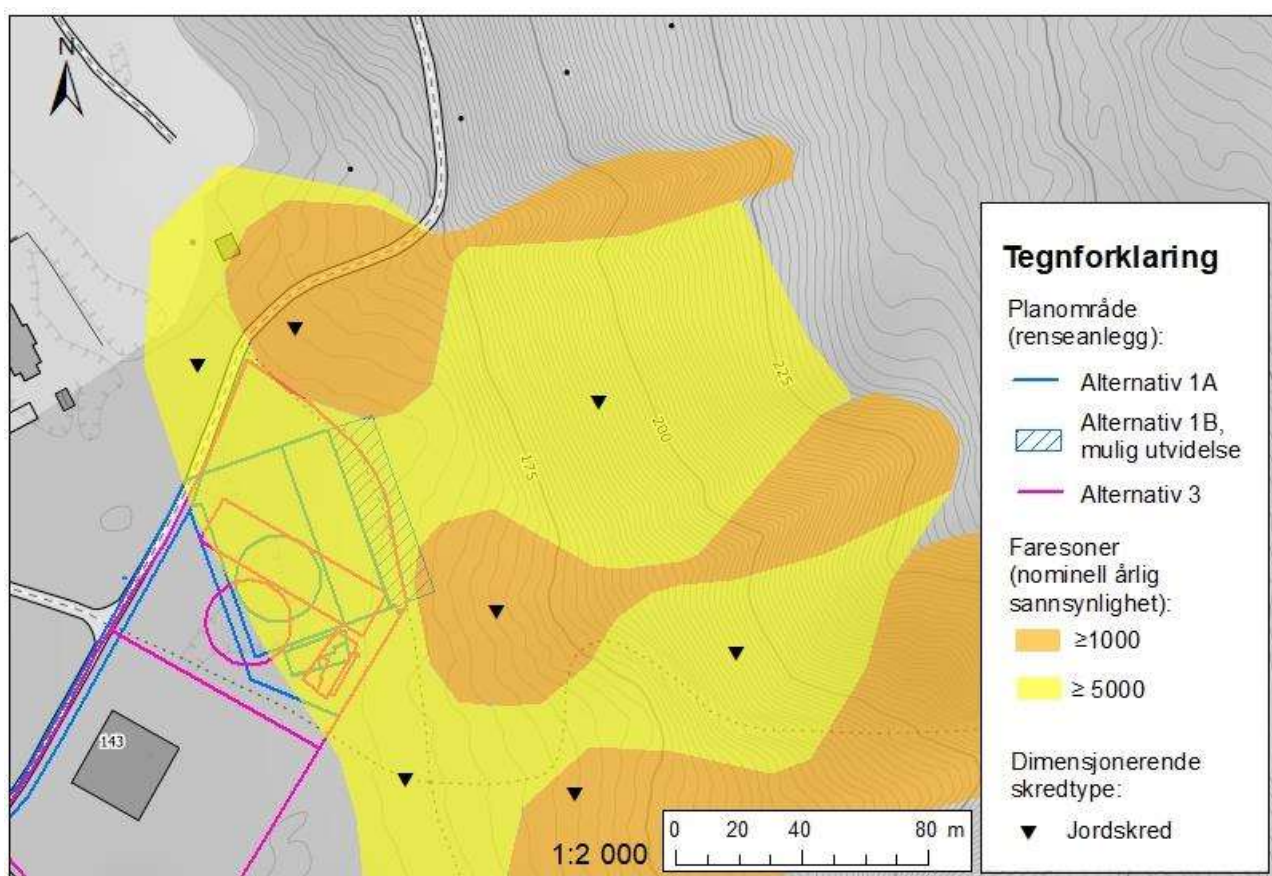 N
225
200
175
143
1:2 000
0 20 40 80 m
Tegnforklaring
Planområde
(renseanlegg):
Alternativ 1A
Alternativ 1B,
mulig utvidelse
Alternativ 3
Faresoner
(nominell årlig
sannsynlighet):
≥1000
≥ 5000
Dimensjonerende
skredtype:
Jordskred